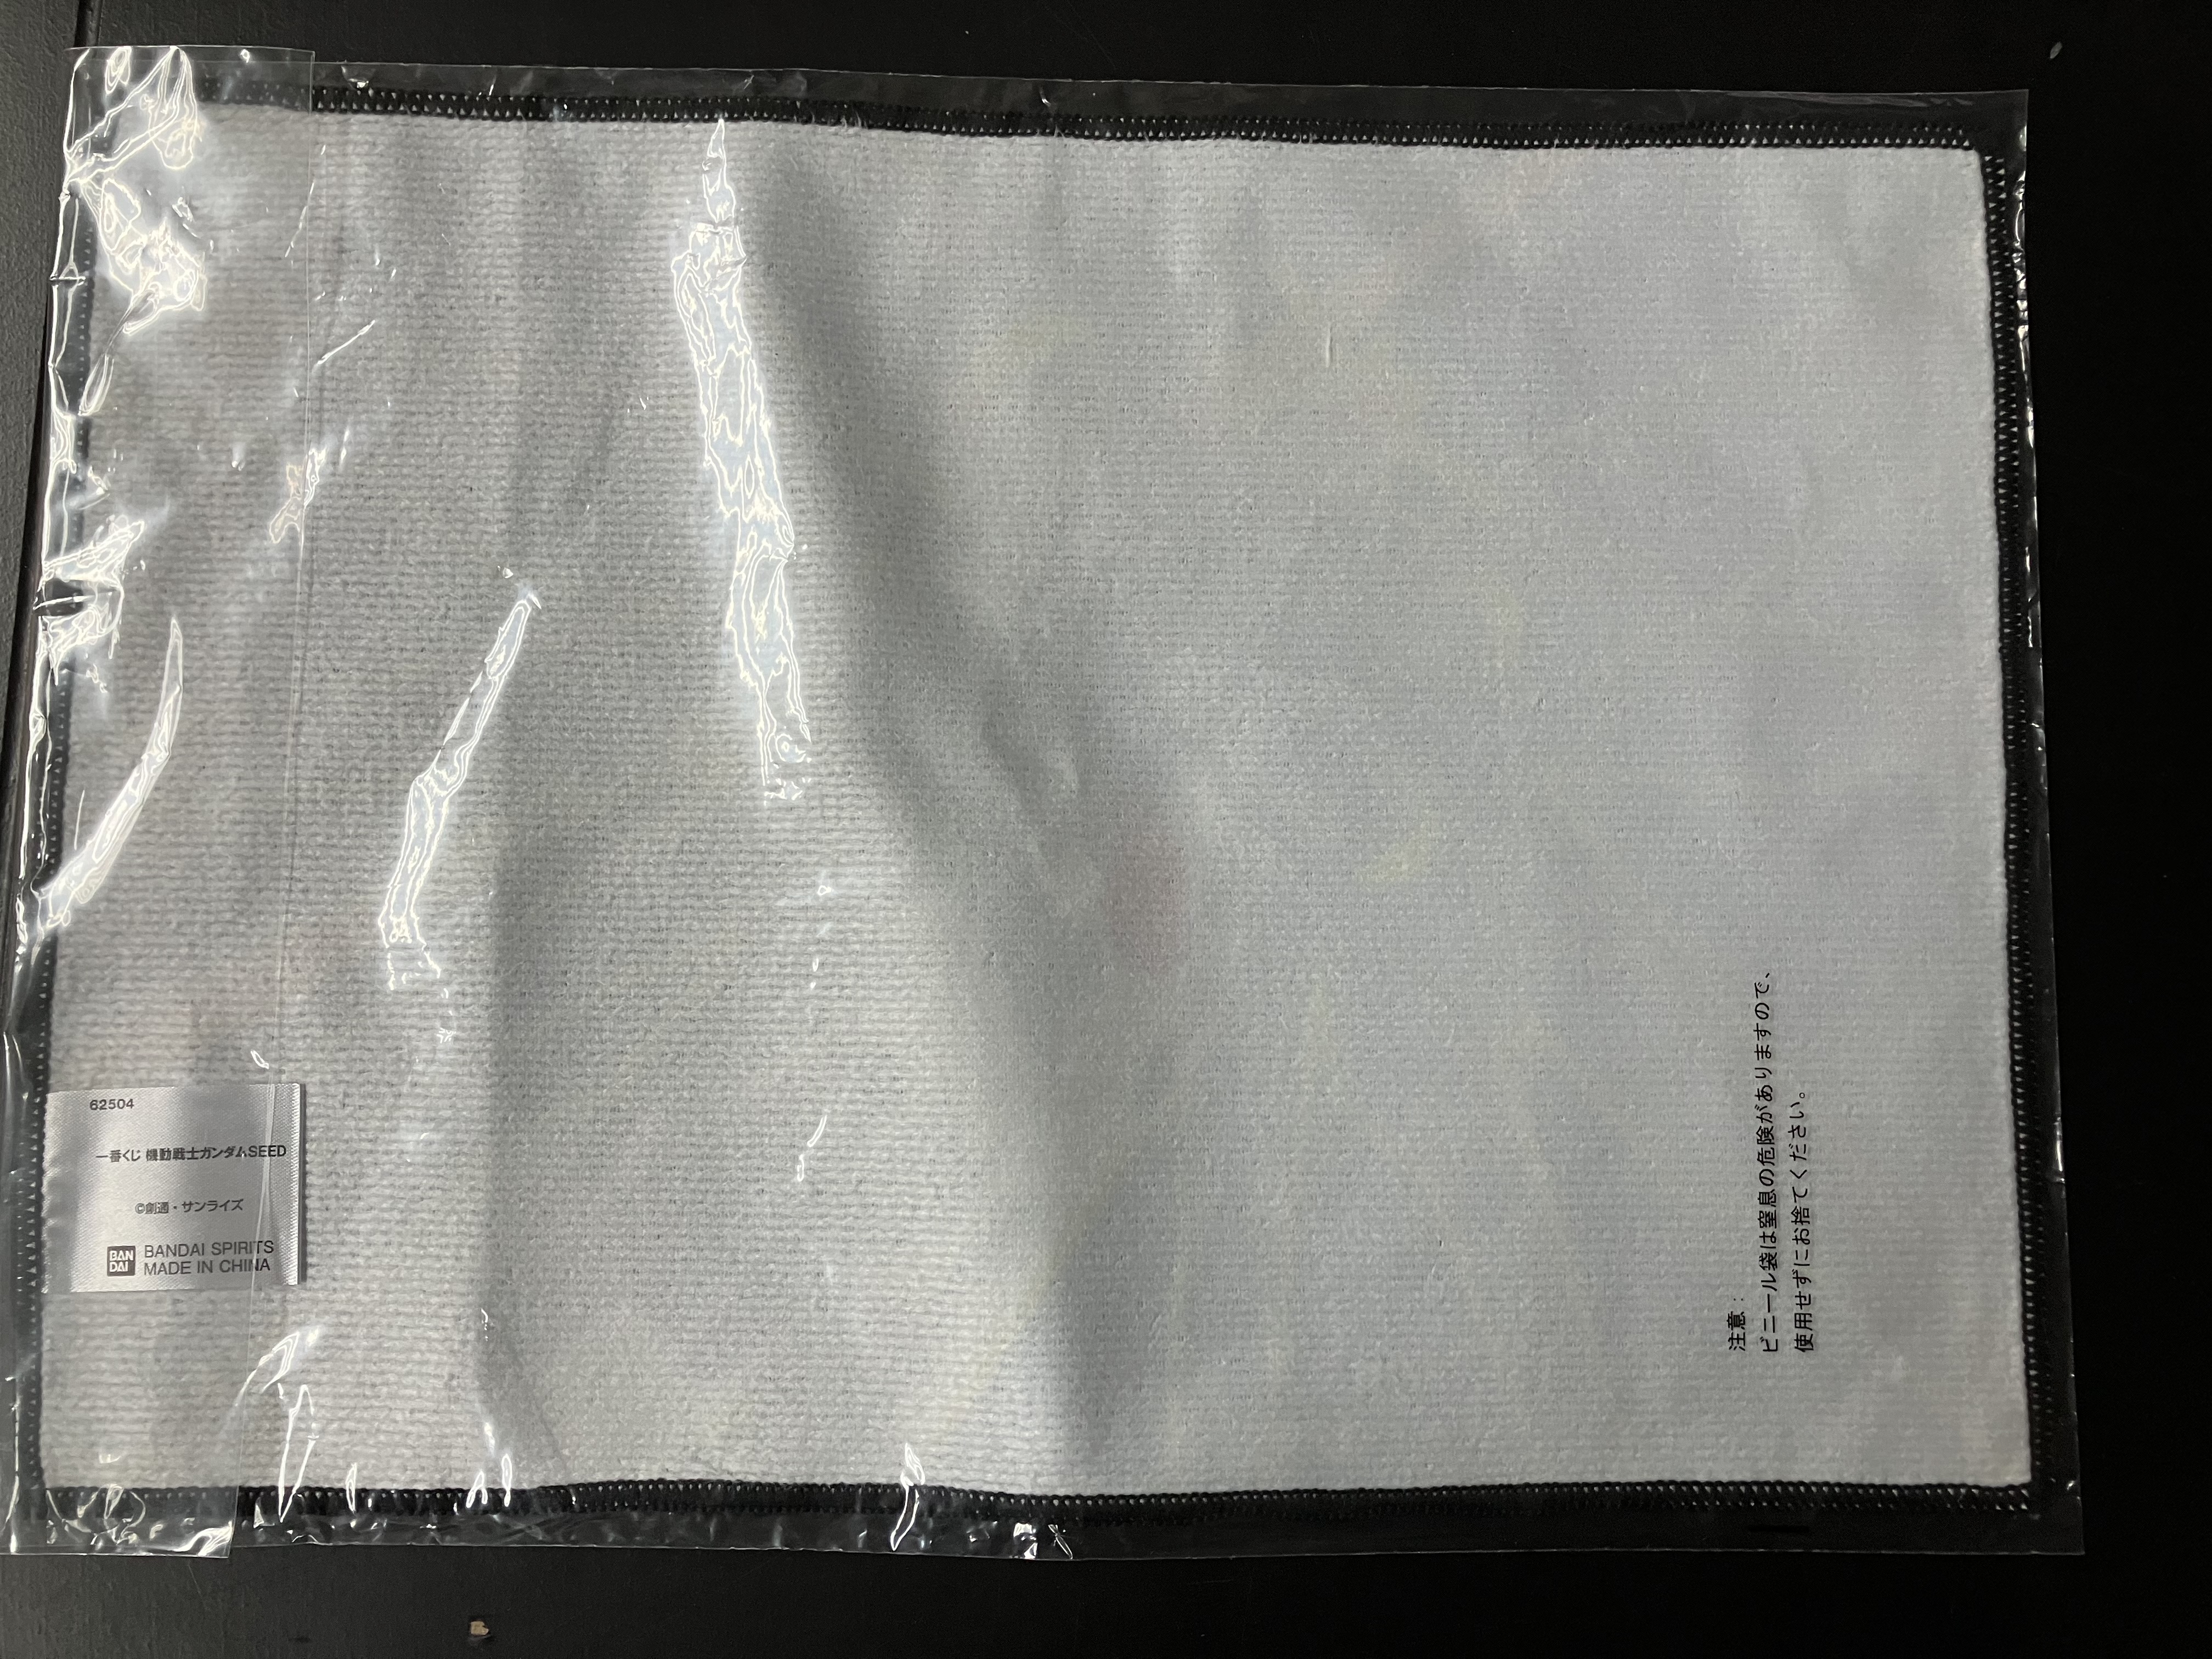 62504
一番くじ 機動戦士ガンダムSEED
©創通・サンライズ
BAN
DAI
BANDAI SPIRITS
MADE IN CHINA
注意：
ビニール袋は窒息の危険がありますので、
使用せずにお捨てください。